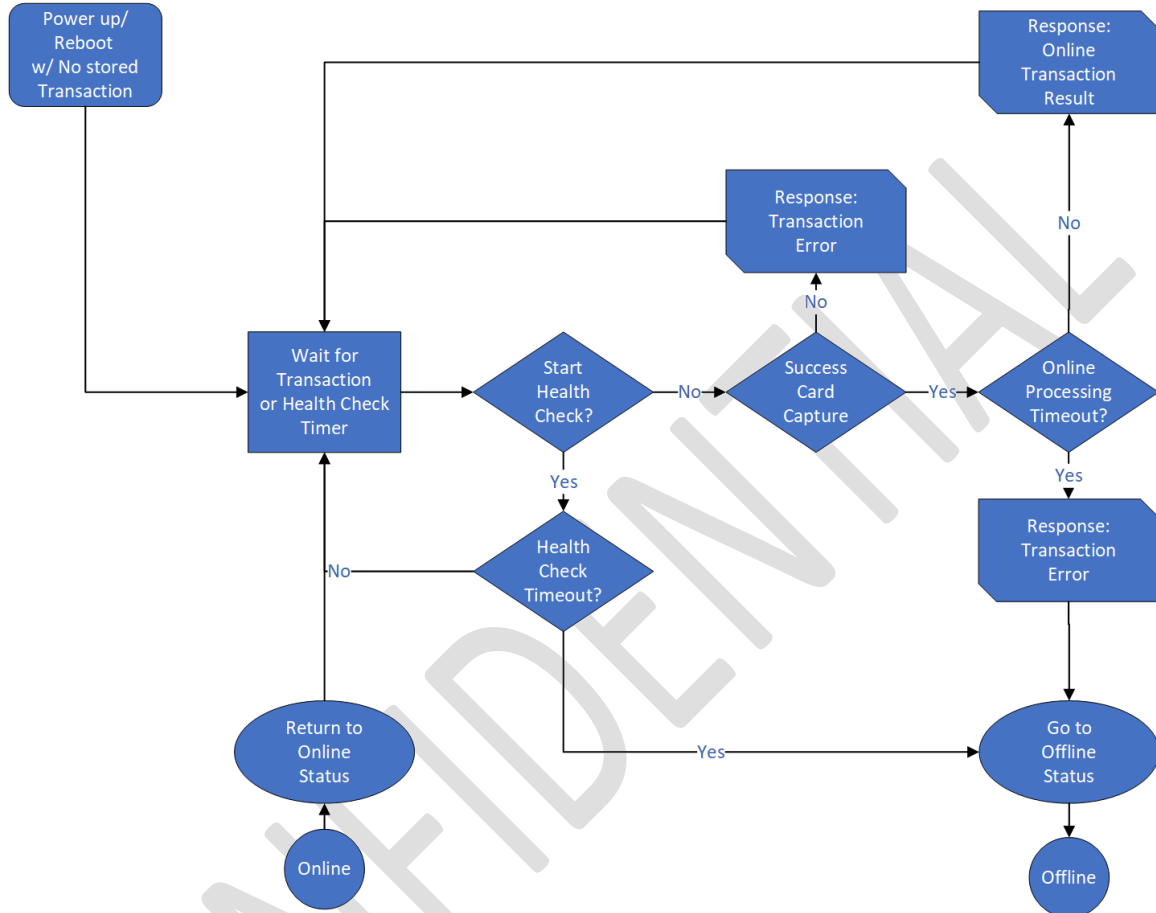 Power up/
Reboot
w/ No stored
Transaction
Response:
Online
Transaction
Result
Response:
Transaction
Error
No
No
Wait for
Transaction
or Health Check
Timer
Start
Health
Check?
No
Success
Card
Capture
Yes
Online
Processing
Timeout?
Yes
Yes
Health
Check
Timeout?
No
Response:
Transaction
Error
Return to
Online
Status
Yes
Go to
Offline
Status
Online
Offline
NFIDENTIAL